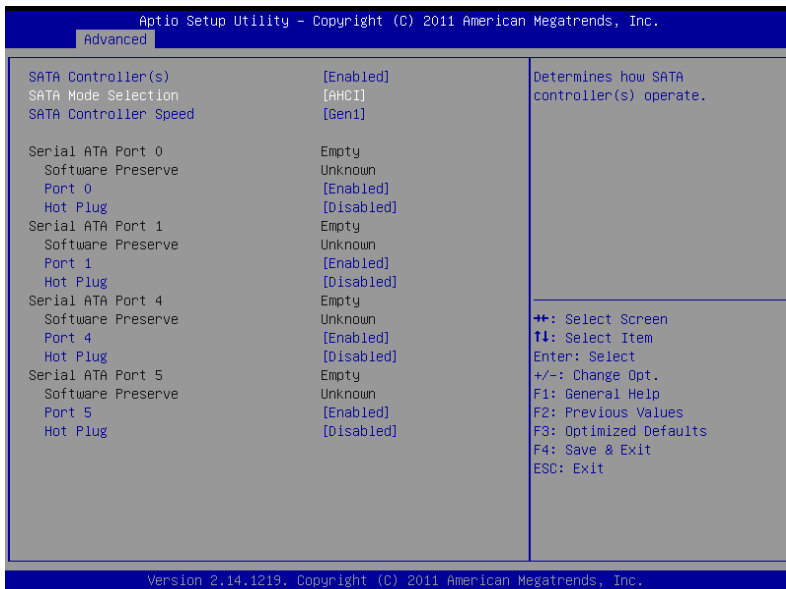 Aptio Setup Utility – Copyright (C) 2011 American Megatrends, Inc.
Advanced
SATA Controller(s) [Enabled]
SATA Mode Selection [AHCI]
SATA Controller Speed [Gen1]
Serial ATA Port 0 Empty
Software Preserve Unknown
Port 0 [Enabled]
Hot Plug [Disabled]
Serial ATA Port 1 Empty
Software Preserve Unknown
Port 1 [Enabled]
Hot Plug [Disabled]
Serial ATA Port 4 Empty
Software Preserve Unknown
Port 4 [Enabled]
Hot Plug [Disabled]
Serial ATA Port 5 Empty
Software Preserve Unknown
Port 5 [Enabled]
Hot Plug [Disabled]
Determines how SATA
controller(s) operate.
→←: Select Screen
↑↓: Select Item
Enter: Select
+/-: Change Opt.
F1: General Help
F2: Previous Values
F3: Optimized Defaults
F4: Save & Exit
ESC: Exit
Version 2.14.1219. Copyright (C) 2011 American Megatrends, Inc.